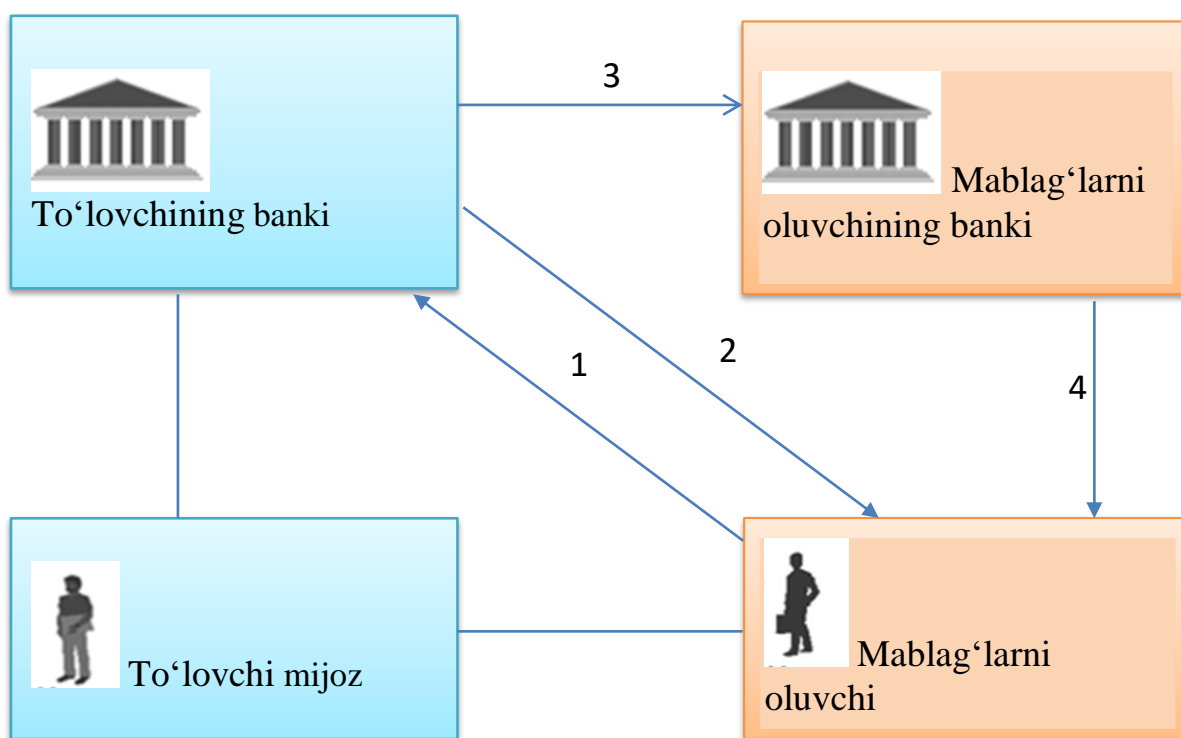 3
To‘lovchining banki
Mablag‘larni
oluvchining banki
1
2
4
To‘lovchi mijoz
Mablag‘larni
oluvchi